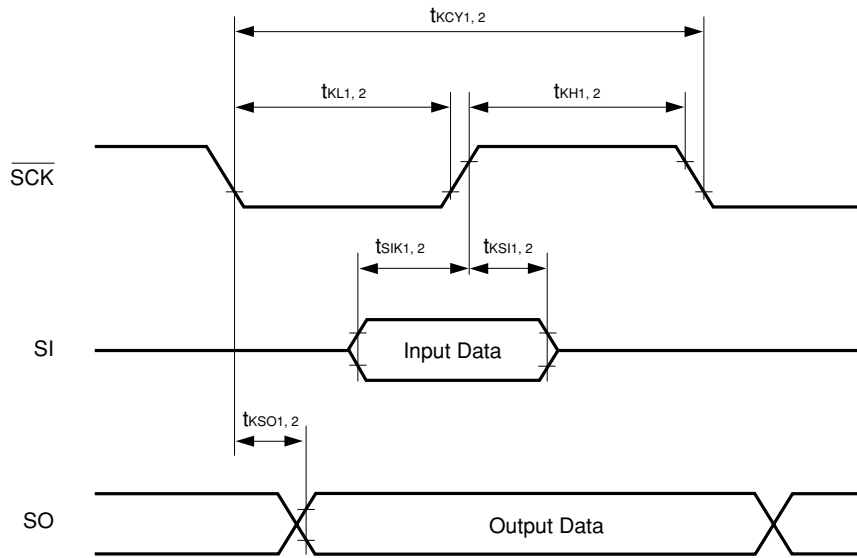 tKCY1, 2
tKL1, 2
tKH1, 2
SCK
tSIK1, 2
tKSI1, 2
SI
Input Data
tKSO1, 2
SO
Output Data